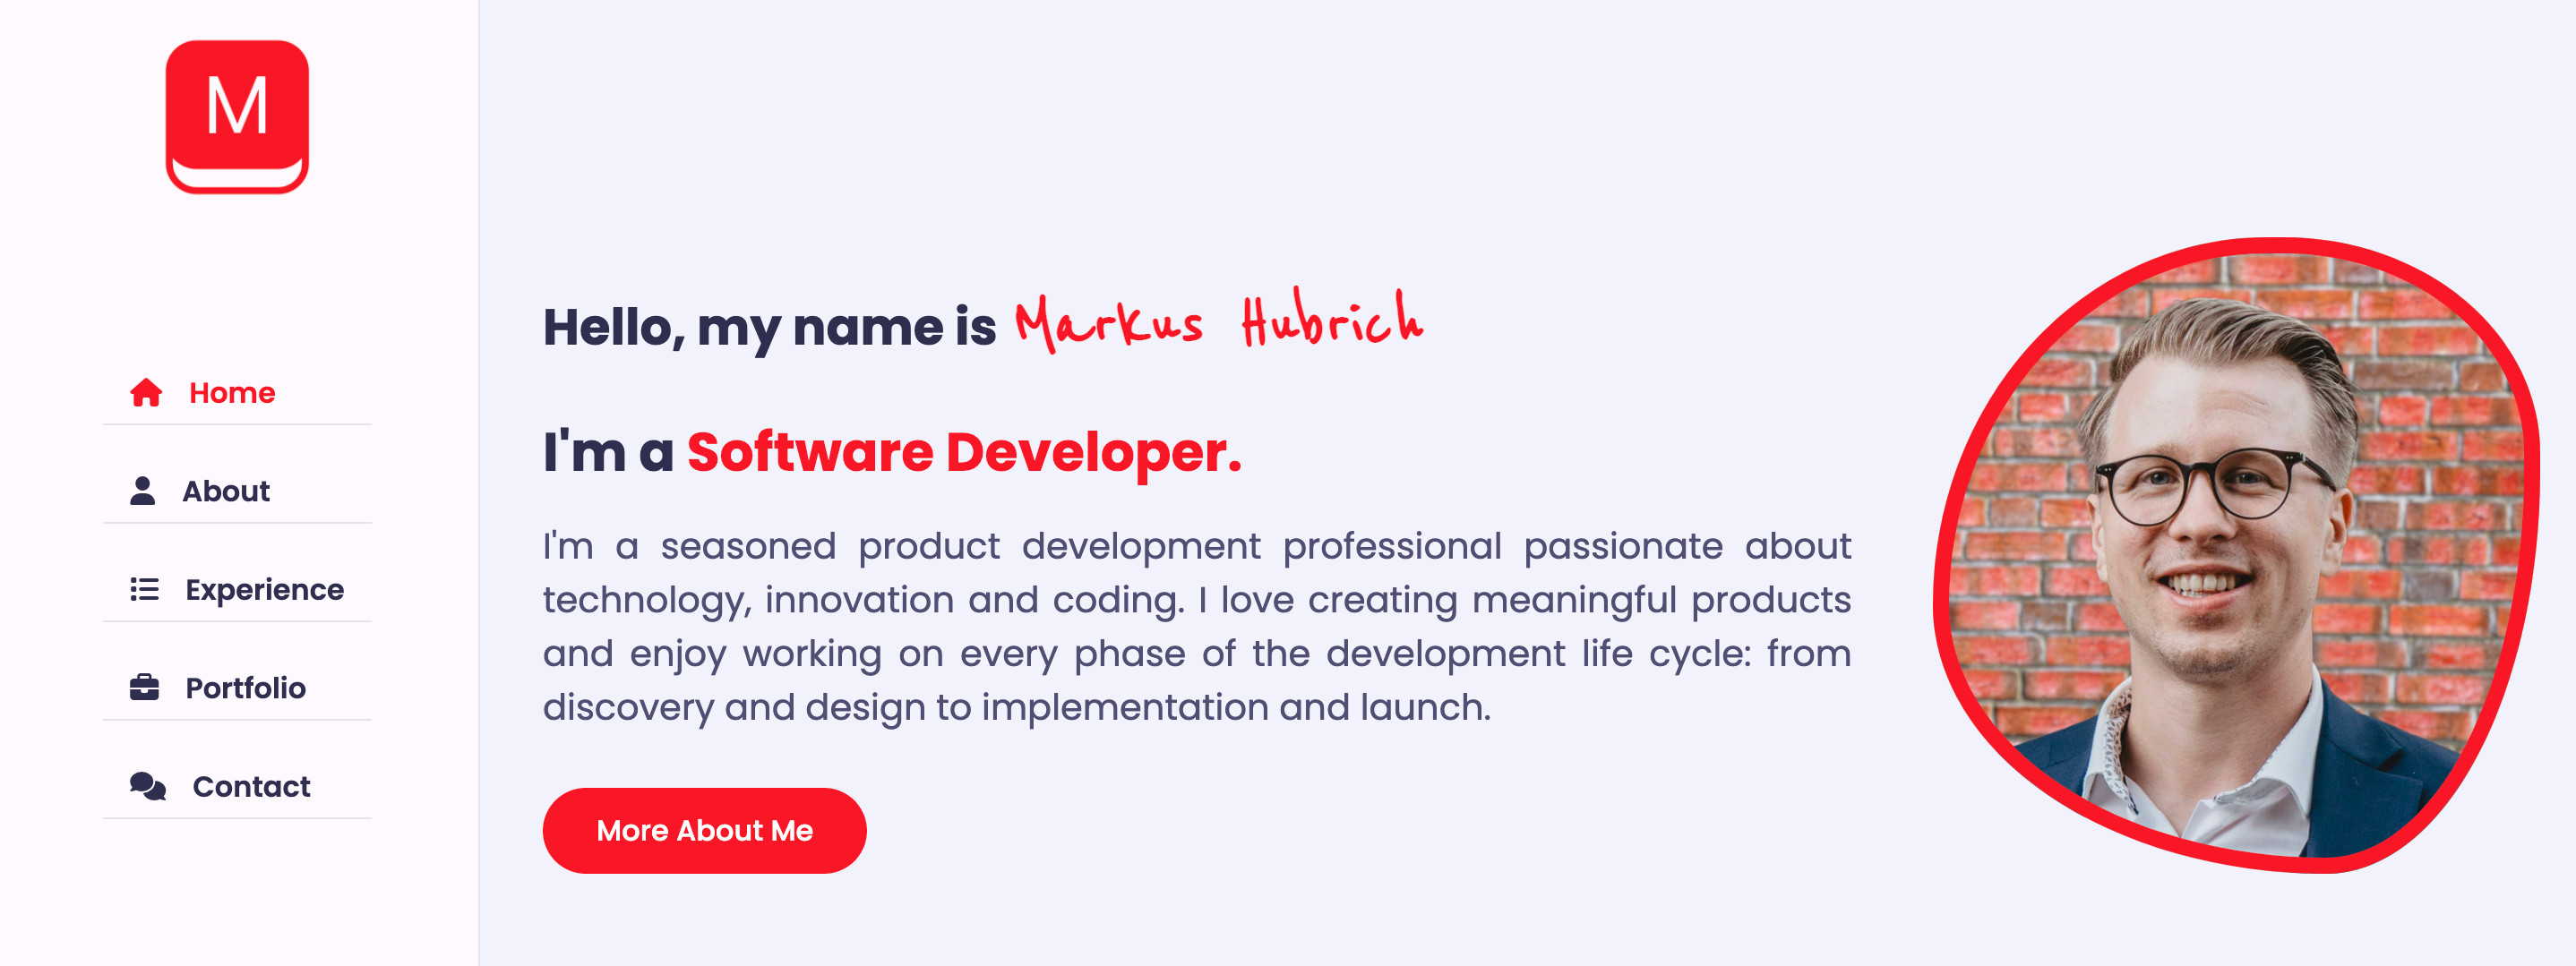 M
Home
About
Experience
Portfolio
Contact
Hello, my name is Markus Hubrich
I'm a Software Developer.
I'm a seasoned product development professional passionate about
technology, innovation and coding. I love creating meaningful products
and enjoy working on every phase of the development life cycle: from
discovery and design to implementation and launch.
More About Me